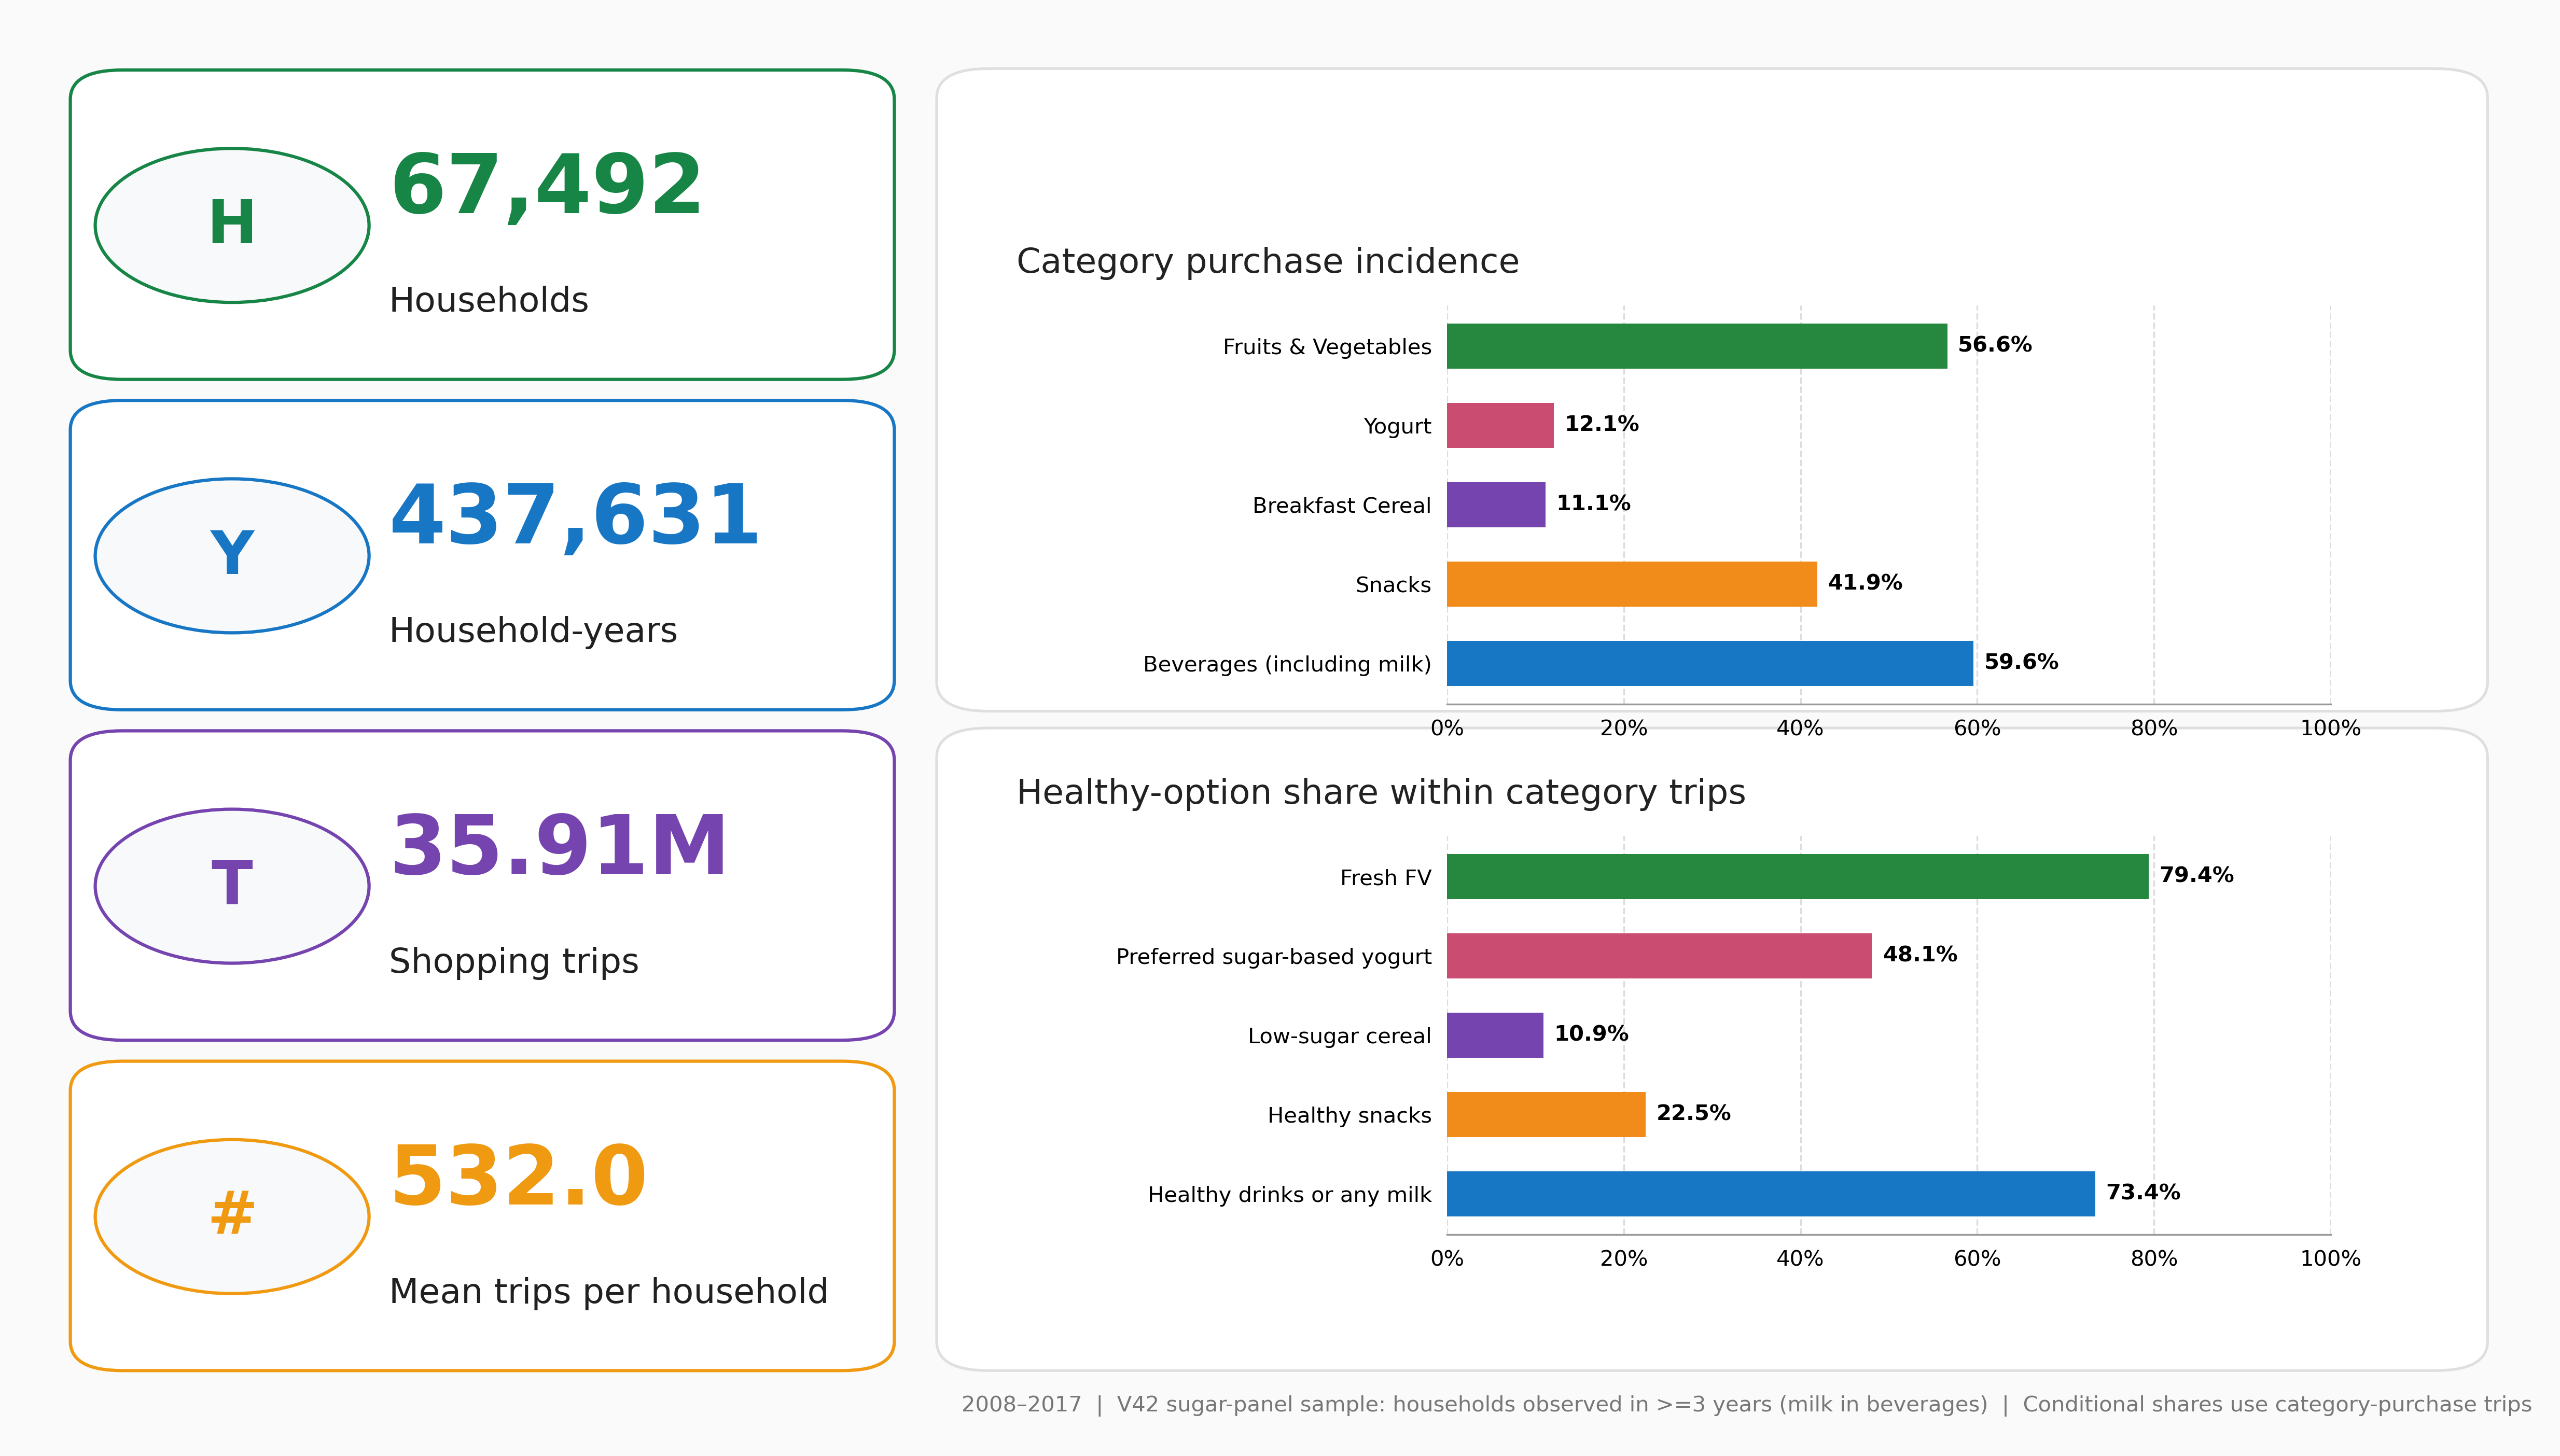 H
67,492
Households
Y
437,631
Household-years
T
35.91M
Shopping trips
#
532.0
Mean trips per household
Category purchase incidence
Fruits & Vegetables 56.6%
Yogurt 12.1%
Breakfast Cereal 11.1%
Snacks 41.9%
Beverages (including milk) 59.6%
0% 20% 40% 60% 80% 100%
Healthy-option share within category trips
Fresh FV 79.4%
Preferred sugar-based yogurt 48.1%
Low-sugar cereal 10.9%
Healthy snacks 22.5%
Healthy drinks or any milk 73.4%
0% 20% 40% 60% 80% 100%
2008–2017 | V42 sugar-panel sample: households observed in >=3 years (milk in beverages) | Conditional shares use category-purchase trips